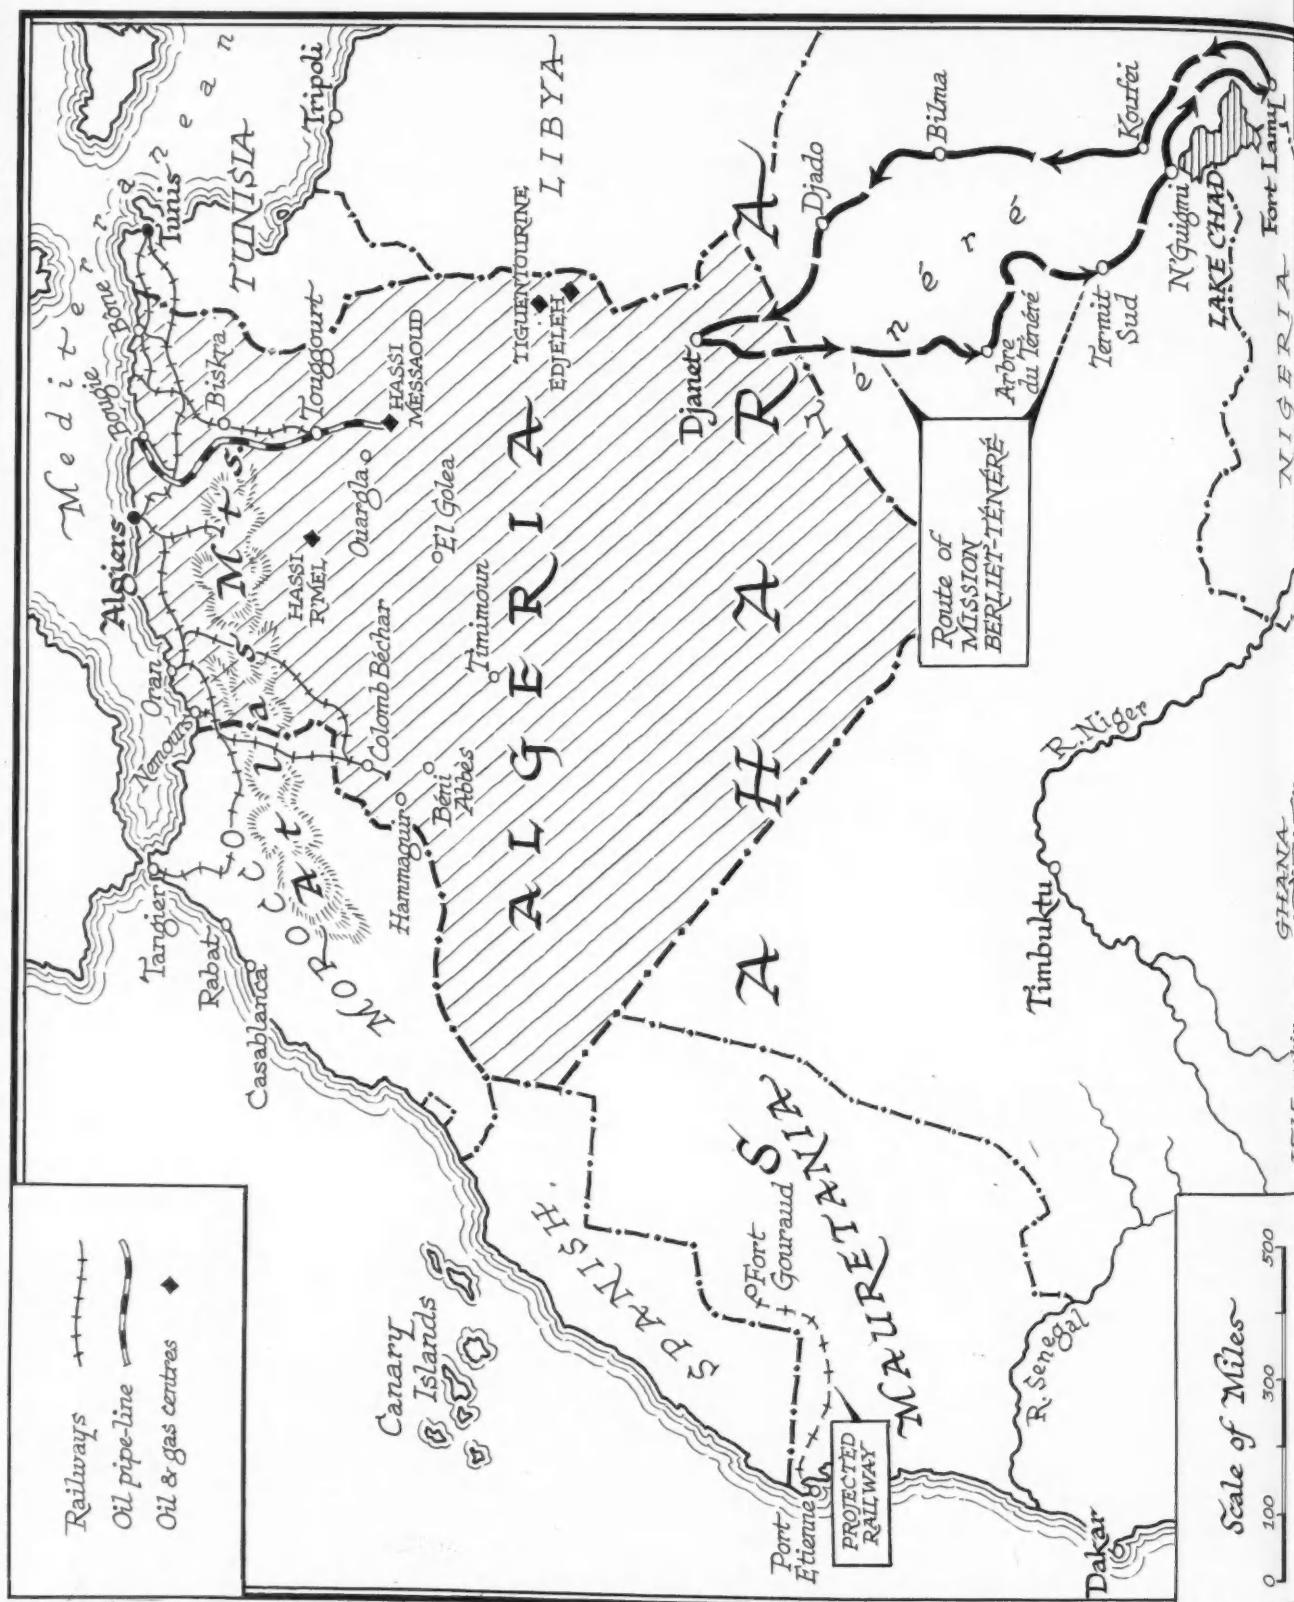 Railways
Oil pipe-line
Oil & gas centres
Mediterranean
Tangier
Rabat
Casablanca
MOROCCO
Atlas Mts.
Nemours
Oran
Algiers
Bougie
Bone
Tunis
TUNISIA
Tripoli
LIBYA
Biskra
Touggourt
HASSI
MESSAOUD
HASSI
R'MEL
Ouargla
El Golea
Timimoun
Colomb Béchar
Béni
Abbès
Hammaguir
TIGUENTOURINE
EDJELEH
ALGERIA
Canary
Islands
SPANISH
SAHARA
Djanet
Djado
Bilma
Koufei
Ténéré
Arbre
du Ténéré
Termit
Sud
N'Guigmi
LAKE CHAD
Fort Lamy
NIGERIA
Route of
MISSION
BERLIET-TÉNÉRÉ
Fort
Gouraud
MAURETANIA
Port
Etienne
PROJECTED
RAILWAY
R. Niger
Timbuktu
GHANA
R. Senegal
Dakar
Scale of Miles
0 100 300 500